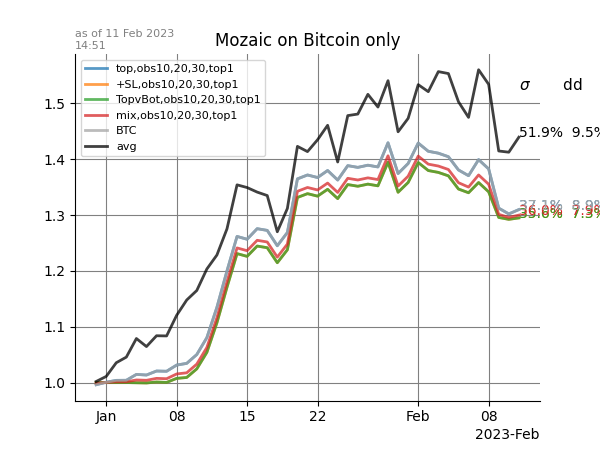 as of 11 Feb 2023
14:51
Mozaic on Bitcoin only
top,obs10,20,30,top1
+SL,obs10,20,30,top1
TopvBot,obs10,20,30,top1
mix,obs10,20,30,top1
BTC
avg
σ dd
51.9% 9.5%
1.5
1.4
1.3
1.2
1.1
1.0
Jan 08 15 22 Feb 08
2023-Feb